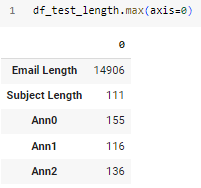 1 df_test_length.max(axis=0)
0
Email Length 14906
Subject Length 111
Ann0 155
Ann1 116
Ann2 136